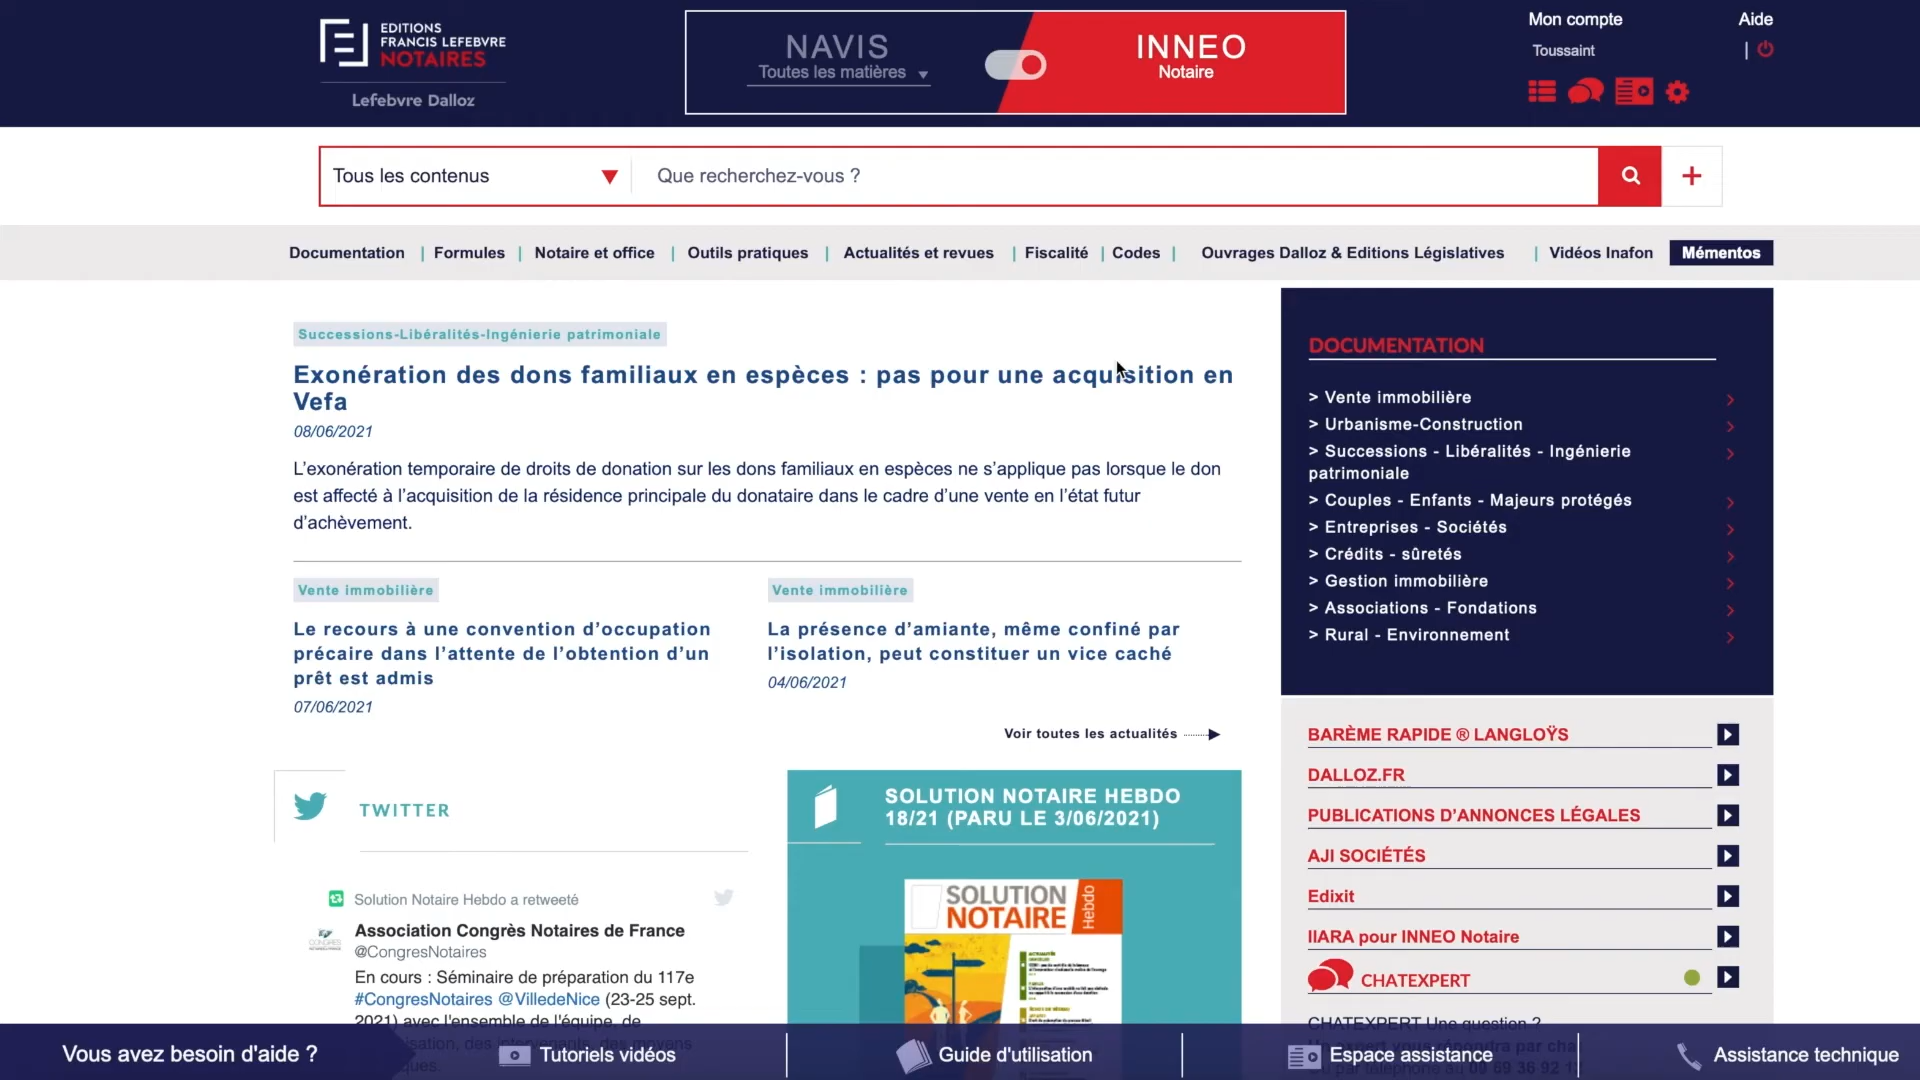 EDITIONS
FRANCIS LEFEBVRE
NOTAIRES
Lefebvre Dalloz
NAVIS
Toutes les matières
INNEO
Notaire
Mon compte
Aide
Toussaint
Tous les contenus
Que recherchez-vous ?
Documentation | Formules | Notaire et office | Outils pratiques | Actualités et revues | Fiscalité | Codes | Ouvrages Dalloz & Editions Législatives | Vidéos Inafon Mémentos
Successions-Libéralités-Ingénierie patrimoniale
Exonération des dons familiaux en espèces : pas pour une acquisition en
Vefa
08/06/2021
L’exonération temporaire de droits de donation sur les dons familiaux en espèces ne s’applique pas lorsque le don
est affecté à l’acquisition de la résidence principale du donataire dans le cadre d’une vente en l’état futur
d’achèvement.
Vente immobilière
Le recours à une convention d’occupation
précaire dans l’attente de l’obtention d’un
prêt est admis
07/06/2021
Vente immobilière
La présence d’amiante, même confiné par
l’isolation, peut constituer un vice caché
04/06/2021
Voir toutes les actualités
TWITTER
Solution Notaire Hebdo a retweeté
Association Congrès Notaires de France
@CongresNotaires
En cours : Séminaire de préparation du 117e
#CongresNotaires @VilledeNice (23-25 sept.
2021) avec l'ensemble de l'équipe, de
SOLUTION NOTAIRE HEBDO
18/21 (PARU LE 3/06/2021)
SOLUTION
NOTAIRE
Hebdo
DOCUMENTATION
> Vente immobilière
> Urbanisme-Construction
> Successions - Libéralités - Ingénierie
patrimoniale
> Couples - Enfants - Majeurs protégés
> Entreprises - Sociétés
> Crédits - sûretés
> Gestion immobilière
> Associations - Fondations
> Rural - Environnement
BARÈME RAPIDE ® LANGLOŸS
DALLOZ.FR
PUBLICATIONS D’ANNONCES LÉGALES
AJI SOCIÉTÉS
Edixit
IIARA pour INNEO Notaire
CHATEXPERT
CHATEXPERT Une question ?
Vous avez besoin d'aide ?
Tutoriels vidéos
Guide d'utilisation
Espace assistance
Assistance technique